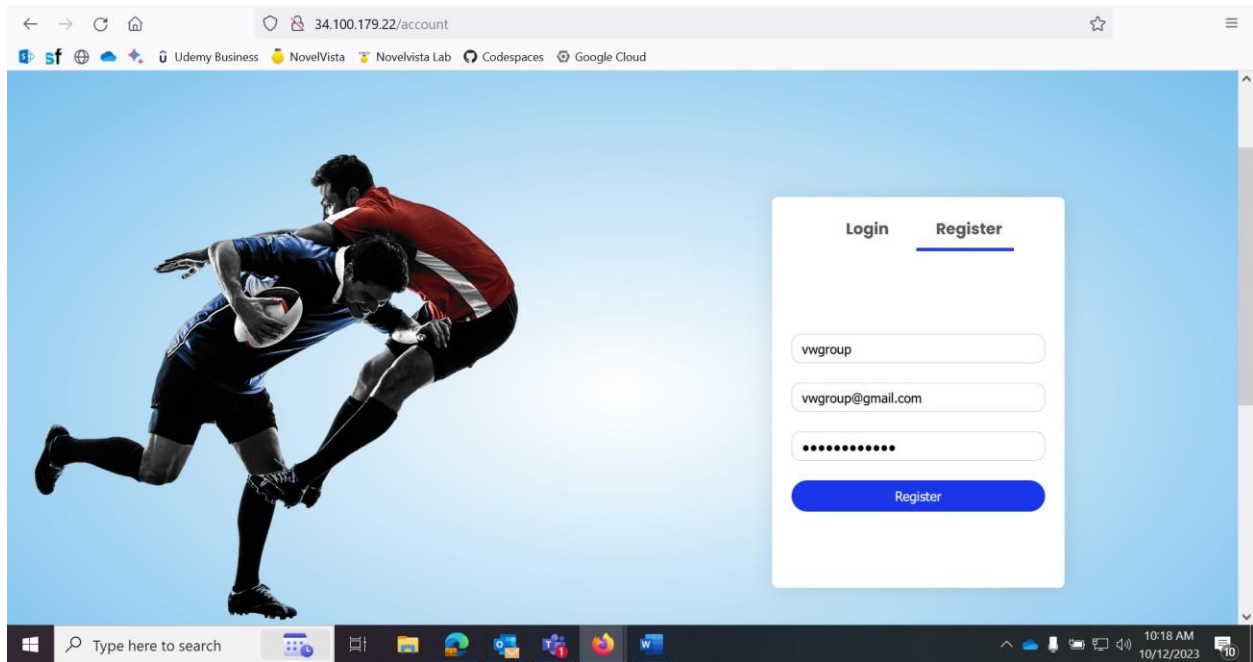 34.100.179.22/account
sf Udemy Business NovelVista Novelvista Lab Codespaces Google Cloud
Login Register
vwgroup
vwgroup@gmail.com
••••••••••••
Register
Type here to search
10:18 AM
10/12/2023
10